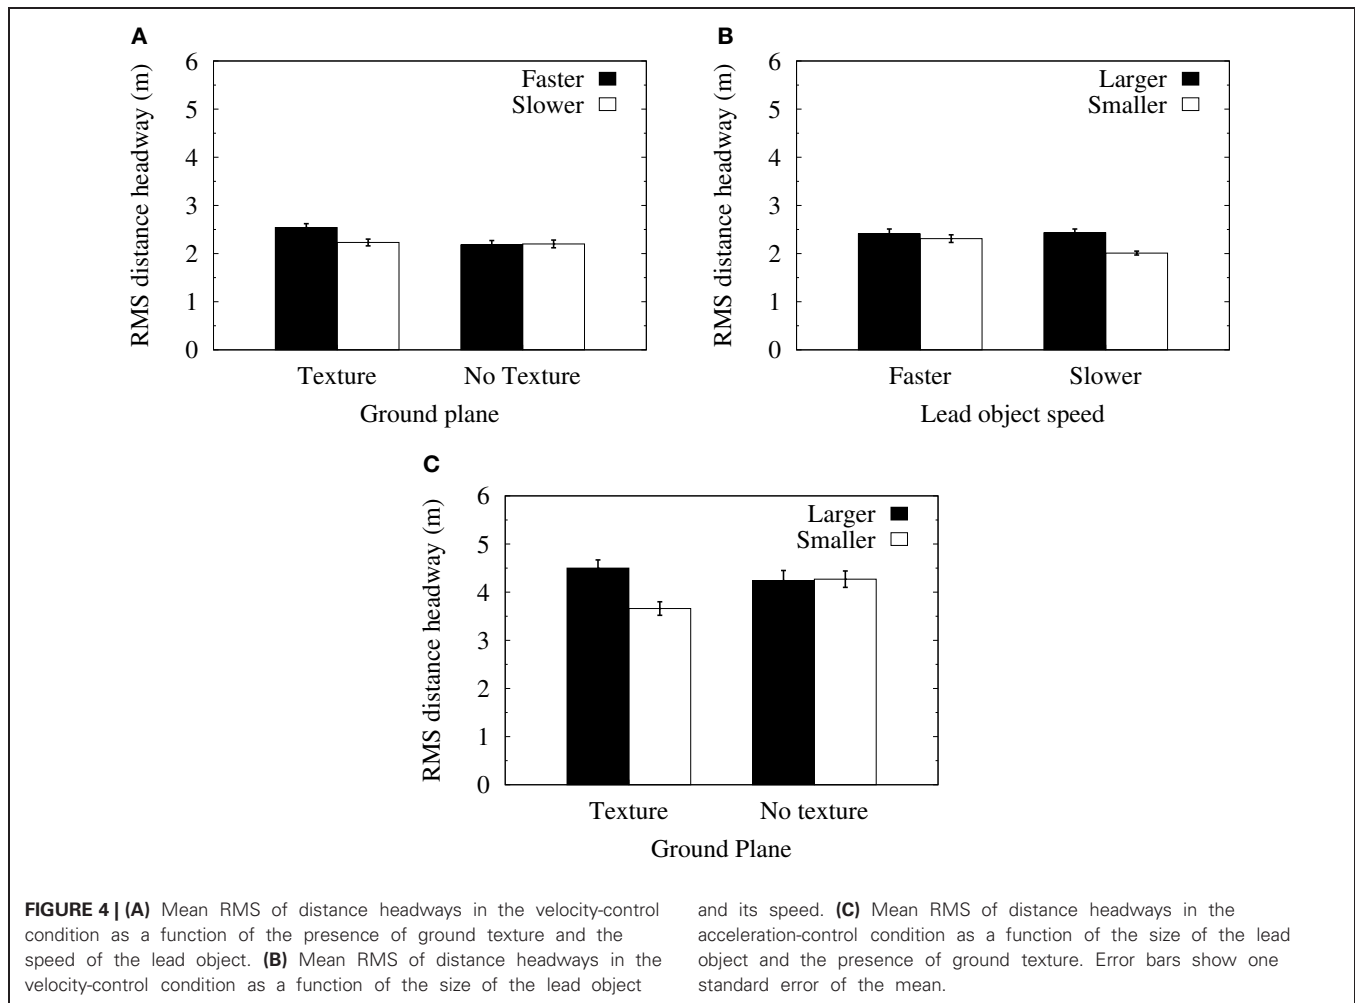 A
RMS distance headway (m)
6
5
4
3
2
1
0
Faster
Slower
Texture No Texture
Ground plane
B
RMS distance headway (m)
6
5
4
3
2
1
0
Larger
Smaller
Faster Slower
Lead object speed
C
RMS distance headway (m)
6
5
4
3
2
1
0
Larger
Smaller
Texture No texture
Ground Plane
FIGURE 4 | (A) Mean RMS of distance headways in the velocity-control
condition as a function of the presence of ground texture and the
speed of the lead object. (B) Mean RMS of distance headways in the
velocity-control condition as a function of the size of the lead object
and its speed. (C) Mean RMS of distance headways in the
acceleration-control condition as a function of the size of the lead
object and the presence of ground texture. Error bars show one
standard error of the mean.